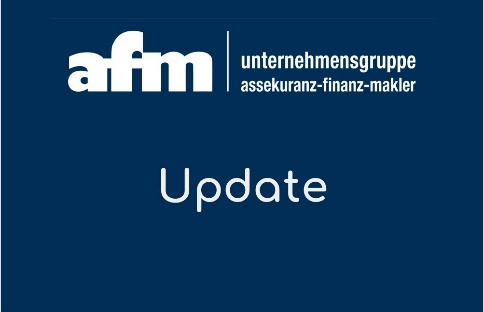 afm
unternehmensgruppe
assekuranz-finanz-makler
Update